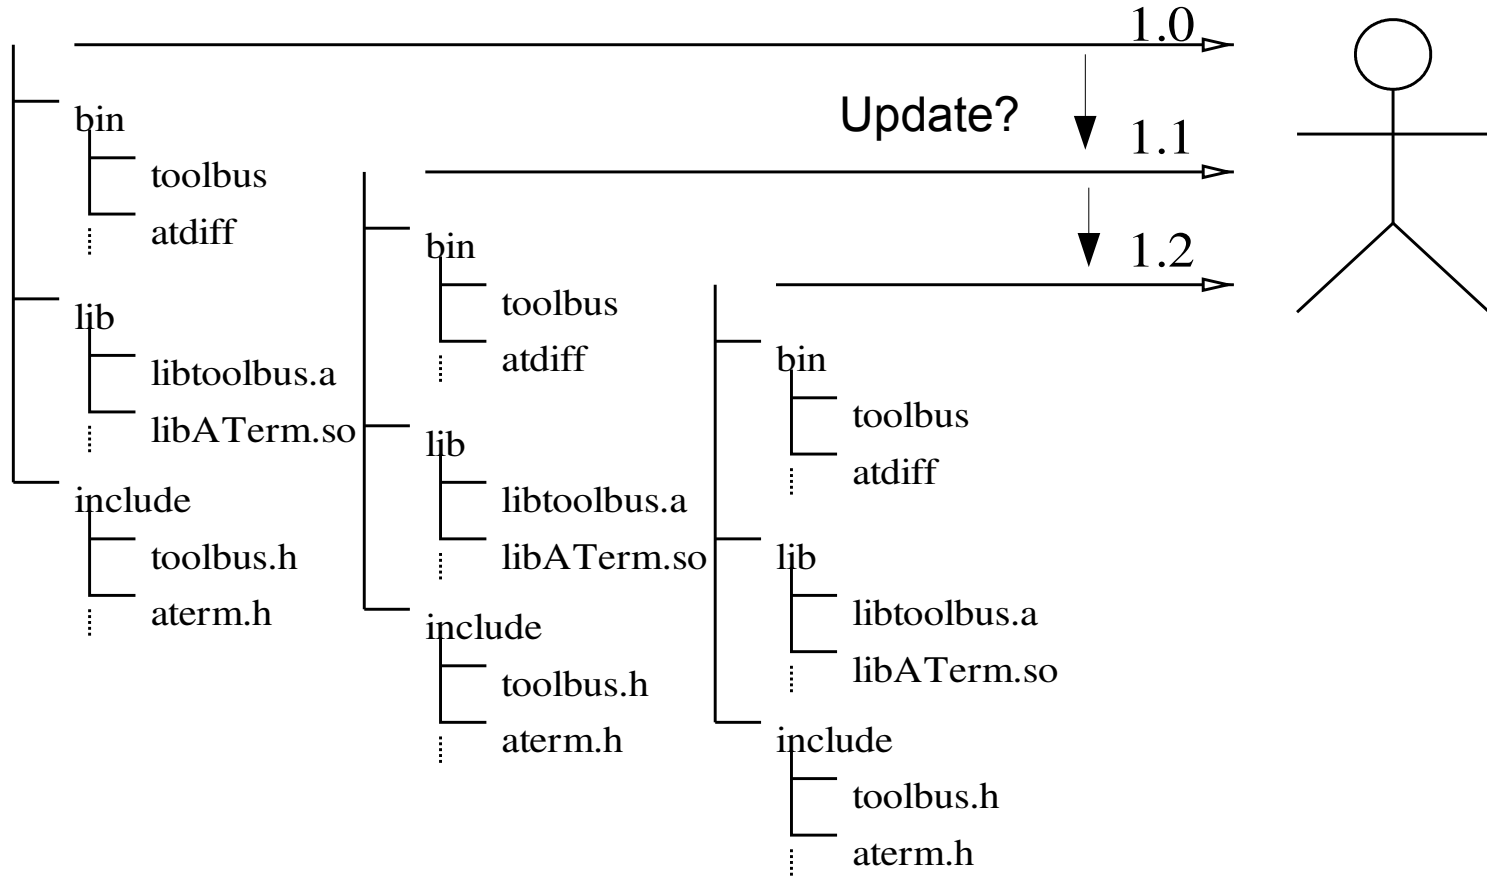 1.0
Update?
1.1
1.2
bin
toolbus
atdiff
lib
libtoolbus.a
libATerm.so
include
toolbus.h
aterm.h
bin
toolbus
atdiff
lib
libtoolbus.a
libATerm.so
include
toolbus.h
aterm.h
bin
toolbus
atdiff
lib
libtoolbus.a
libATerm.so
include
toolbus.h
aterm.h